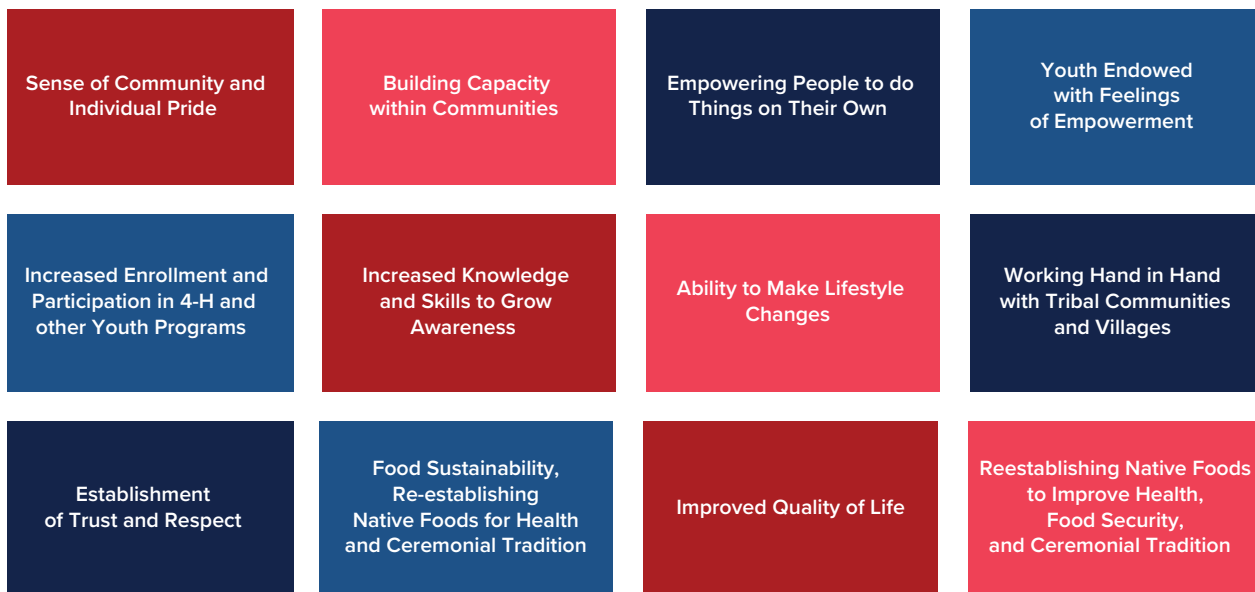 Sense of Community and
Individual Pride
Building Capacity
within Communities
Empowering People to do
Things on Their Own
Youth Endowed
with Feelings
of Empowerment
Increased Enrollment and
Participation in 4-H and
other Youth Programs
Increased Knowledge
and Skills to Grow
Awareness
Ability to Make Lifestyle
Changes
Working Hand in Hand
with Tribal Communities
and Villages
Establishment
of Trust and Respect
Food Sustainability,
Re-establishing
Native Foods for Health
and Ceremonial Tradition
Improved Quality of Life
Reestablishing Native Foods
to Improve Health,
Food Security,
and Ceremonial Tradition